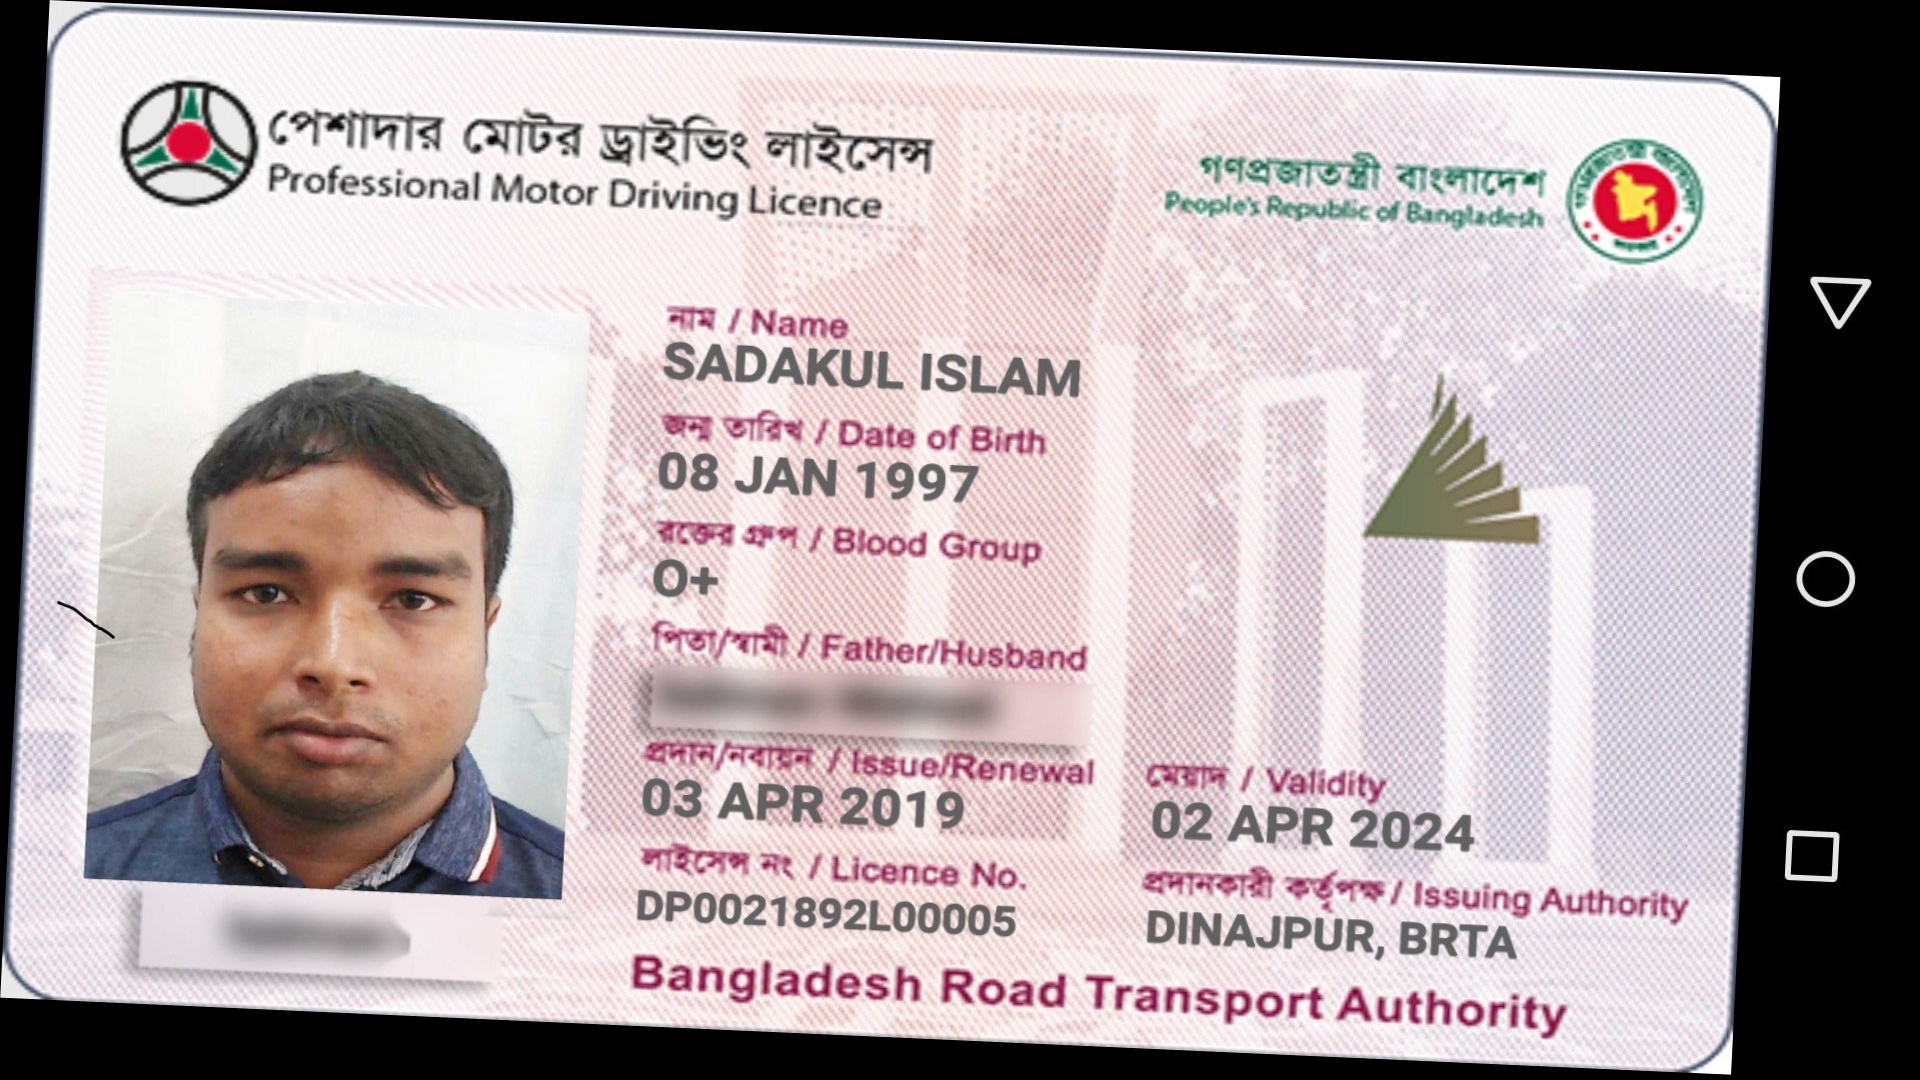 পেশাদার মোটর ড্রাইভিং লাইসেন্স
Professional Motor Driving Licence
গণপ্রজাতন্ত্রী বাংলাদেশ
People's Republic of Bangladesh
নাম / Name
SADAKUL ISLAM
জন্ম তারিখ / Date of Birth
08 JAN 1997
রক্তের গ্রুপ / Blood Group
O+
পিতা/স্বামী / Father/Husband
প্রদান/নবায়ন / Issue/Renewal
03 APR 2019
মেয়াদ / Validity
02 APR 2024
লাইসেন্স নং / Licence No.
DP0021892L00005
প্রদানকারী কর্তৃপক্ষ / Issuing Authority
DINAJPUR, BRTA
Bangladesh Road Transport Authority